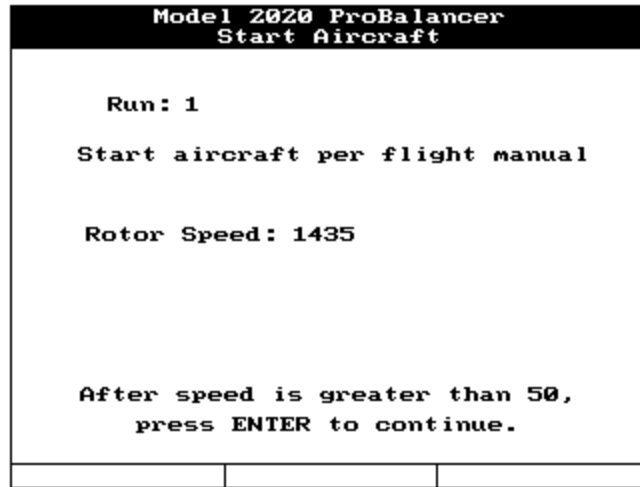 Model 2020 ProBalancer
Start Aircraft
Run: 1
Start aircraft per flight manual
Rotor Speed: 1435
After speed is greater than 50,
press ENTER to continue.